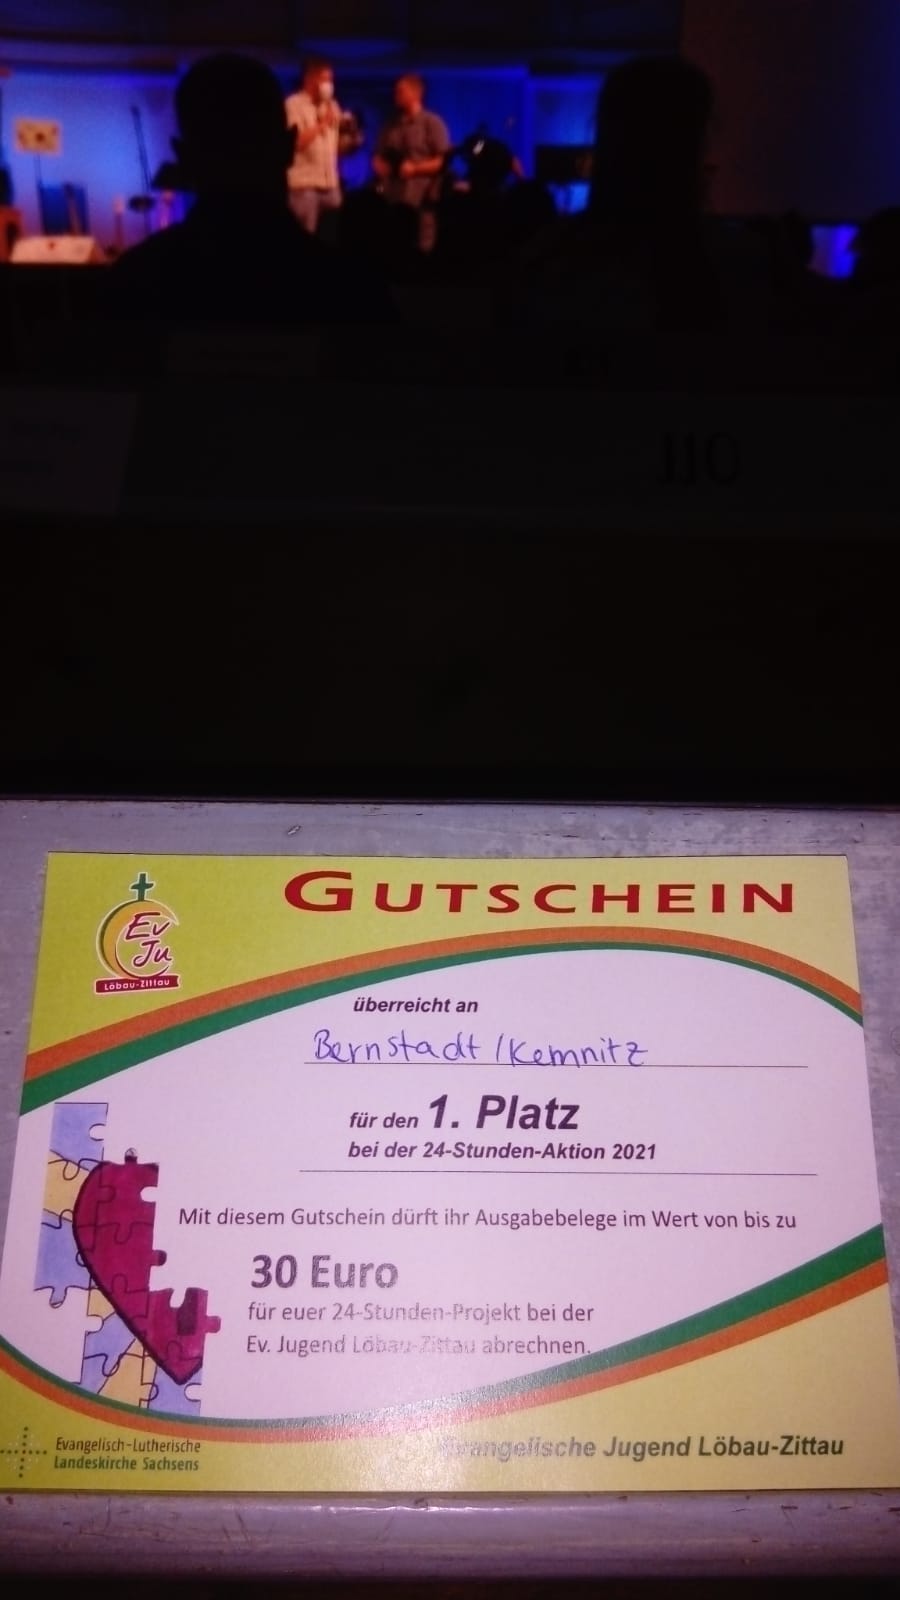 GUTSCHEIN
Ev
Ju
Löbau-Zittau
überreicht an
Bernstadt/Kemnitz
für den 1. Platz
bei der 24-Stunden-Aktion 2021
Mit diesem Gutschein dürft ihr Ausgabebelege im Wert von bis zu
30 Euro
für euer 24-Stunden-Projekt bei der
Ev. Jugend Löbau-Zittau abrechnen.
Evangelisch-Lutherische
Landeskirche Sachsens
Evangelische Jugend Löbau-Zittau